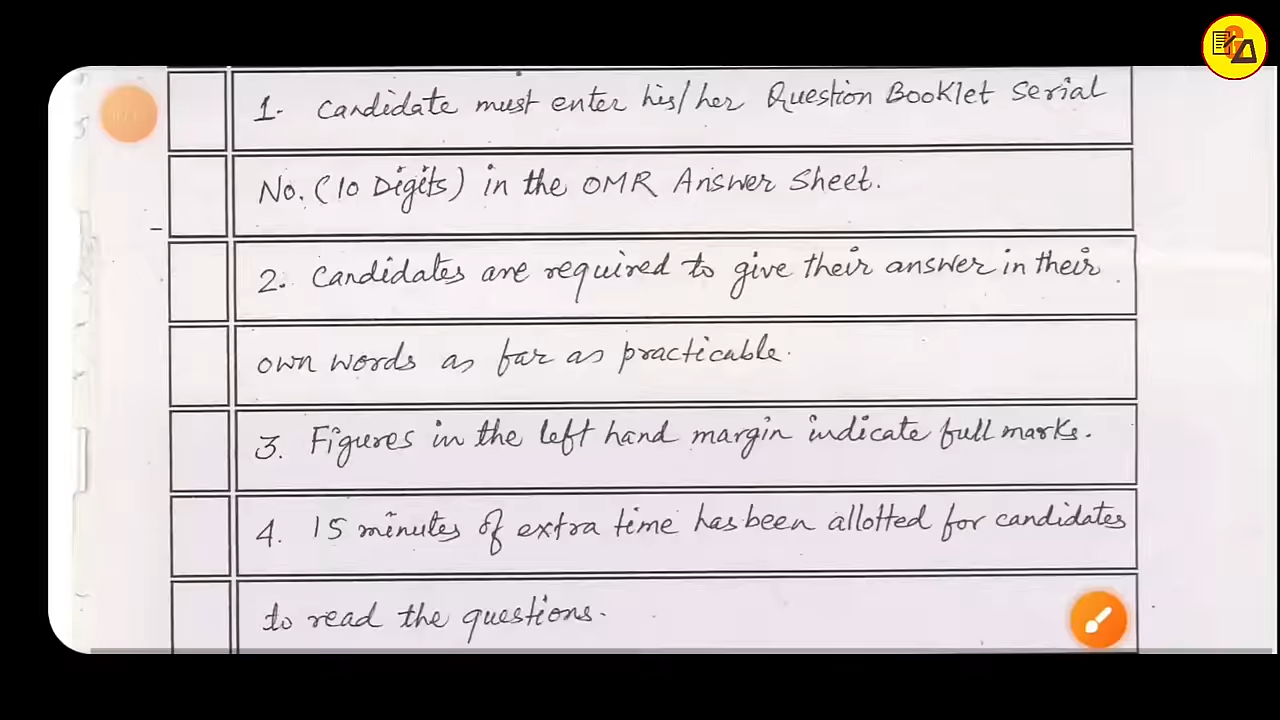 1. Candidate must enter his/her Question Booklet Serial
No. (10 Digits) in the OMR Answer Sheet.
2. Candidates are required to give their answer in their
own words as far as practicable.
3. Figures in the left hand margin indicate full marks.
4. 15 minutes of extra time has been allotted for candidates
to read the questions.